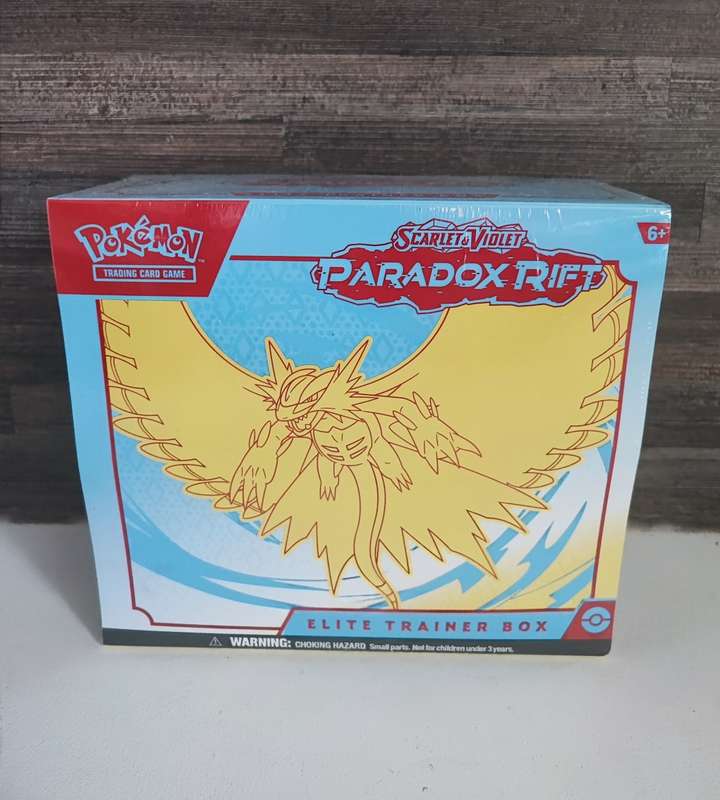 POKéMON
TRADING CARD GAME
SCARLET & VIOLET
PARADOX RIFT
6+
ELITE TRAINER BOX
WARNING: CHOKING HAZARD Small parts. Not for children under 3 years.